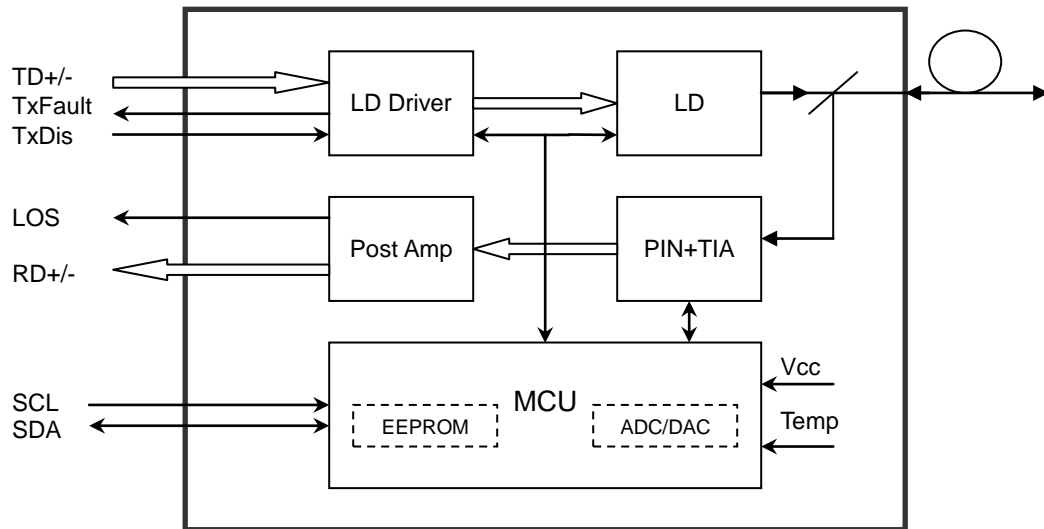 TD+/-
TxFault
TxDis
LD Driver
LD
LOS
RD+/-
Post Amp
PIN+TIA
SCL
SDA
MCU
EEPROM
ADC/DAC
Vcc
Temp